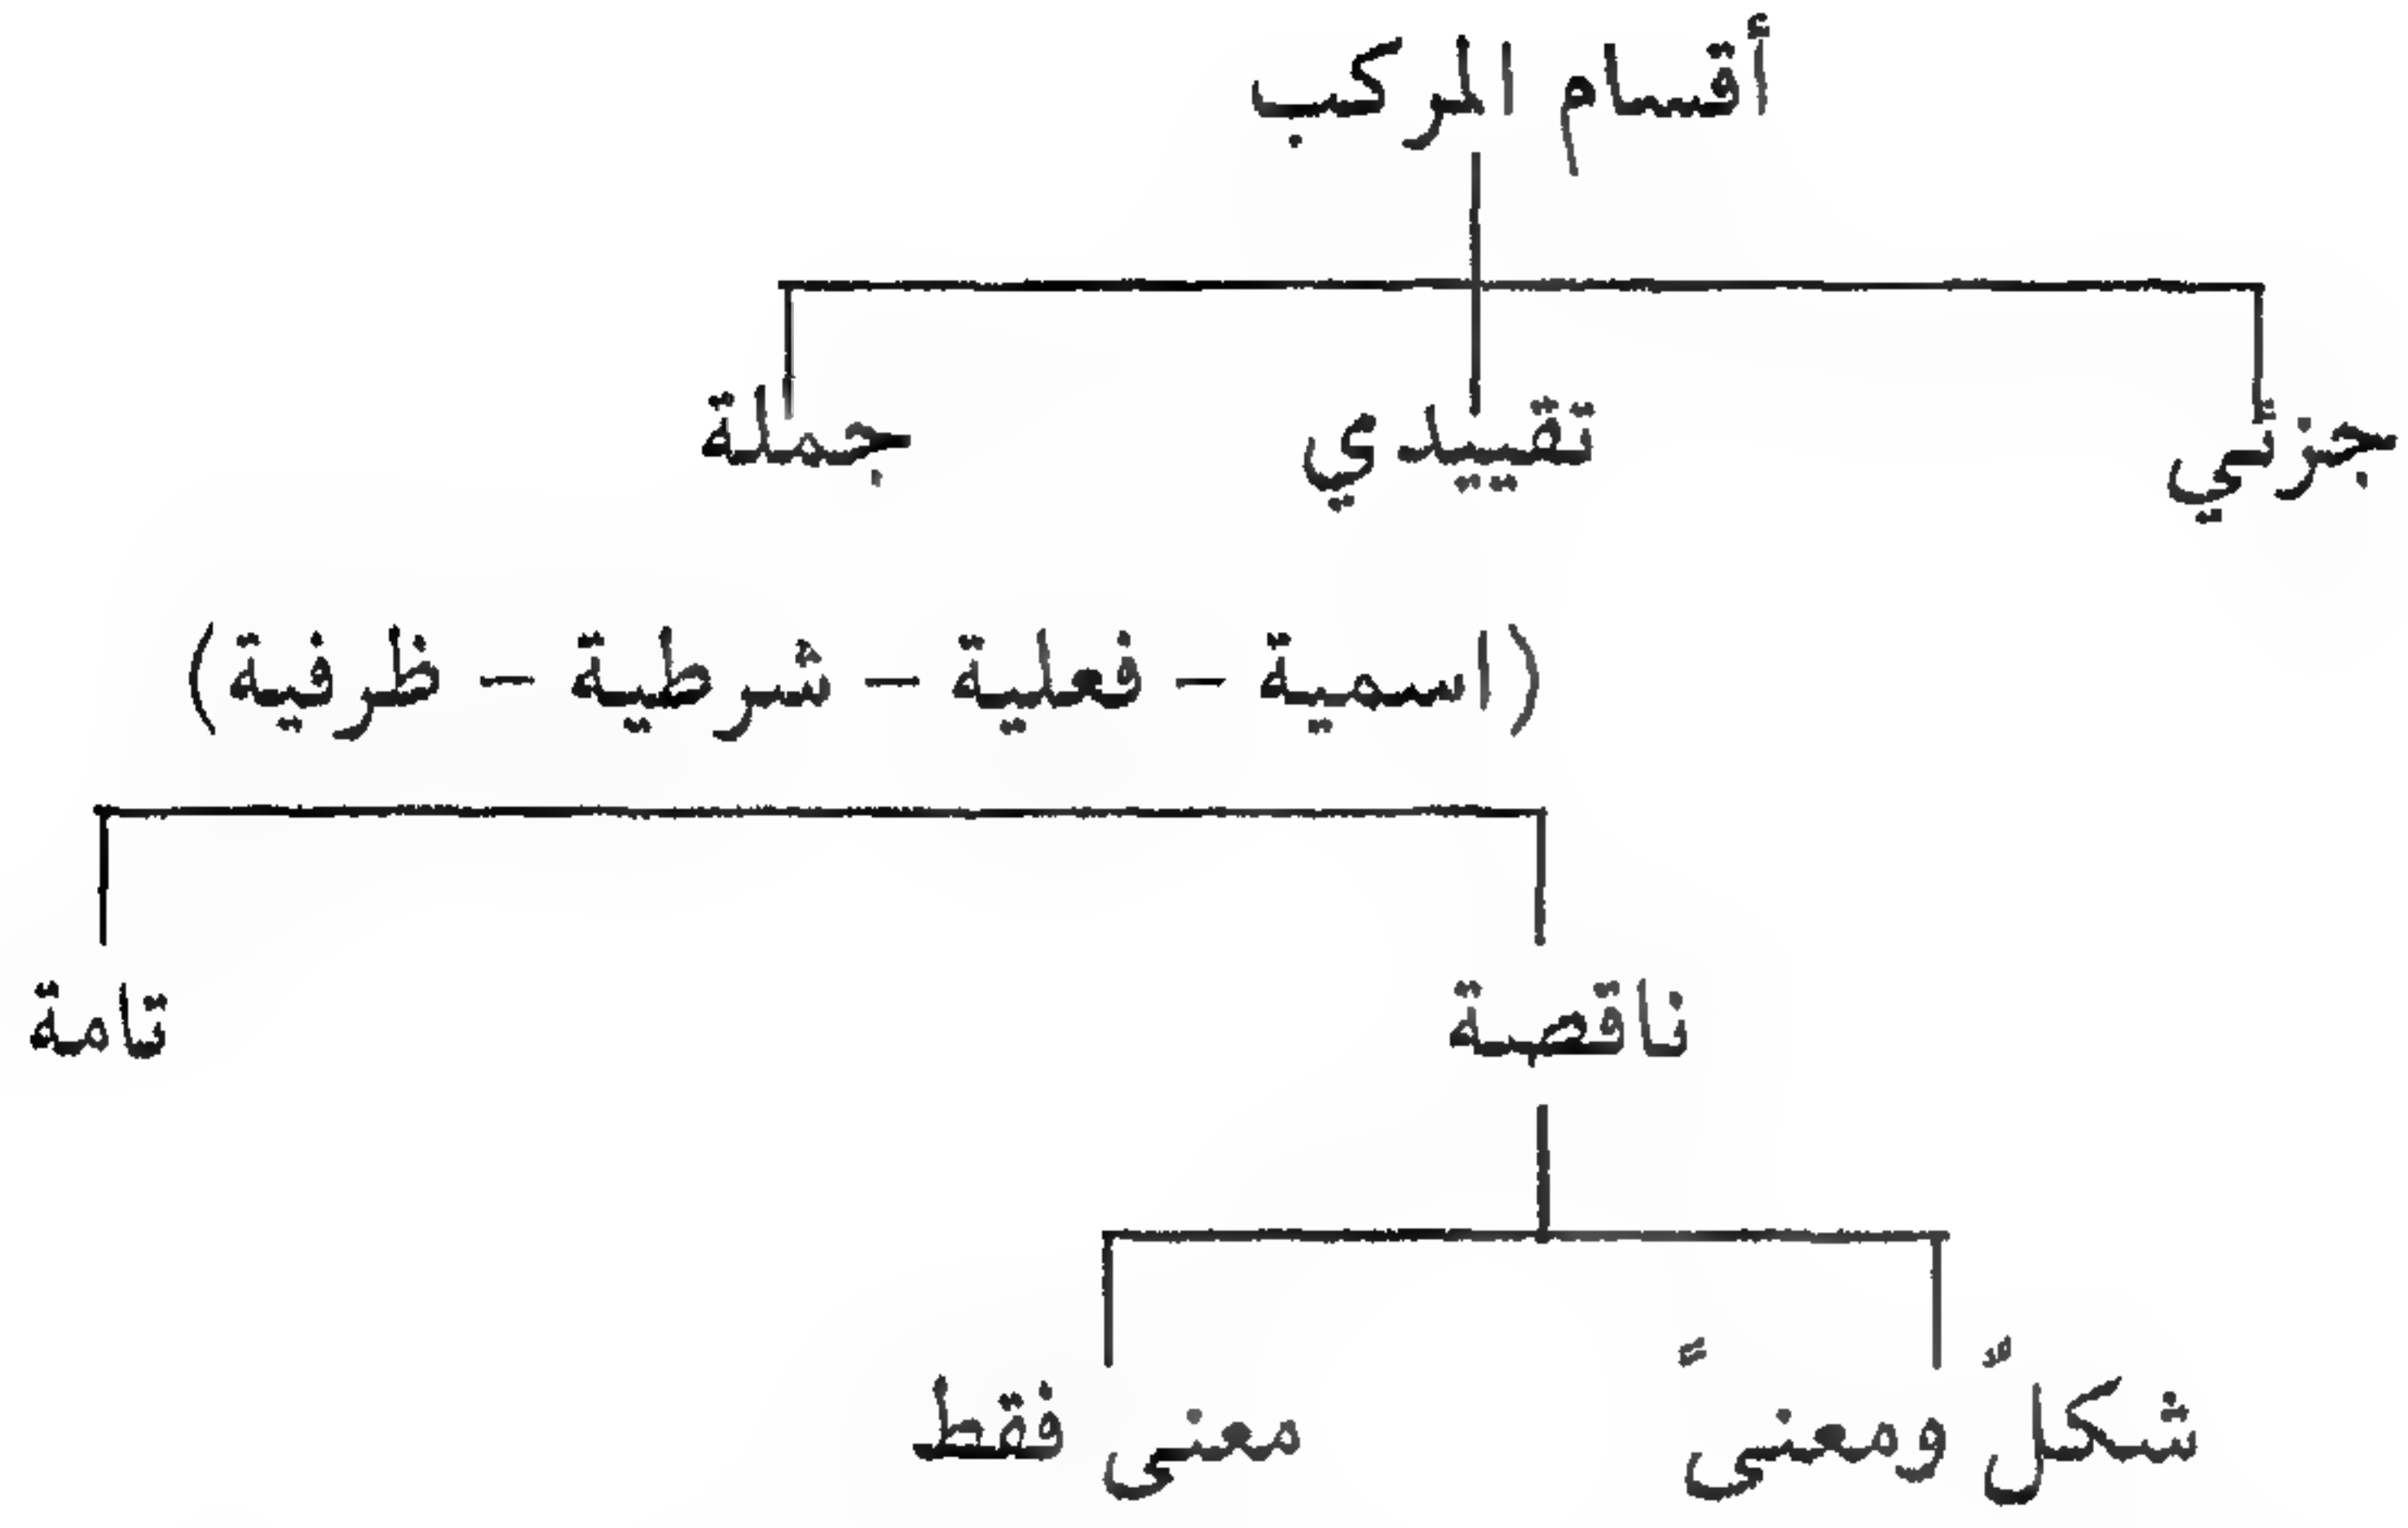 أقسام المركب
جزئي تقييدي جملة
(اسمية – فعلية – شرطية – ظرفية)
ناقصة تامة
شكلٌ ومعنىً معنى فقط